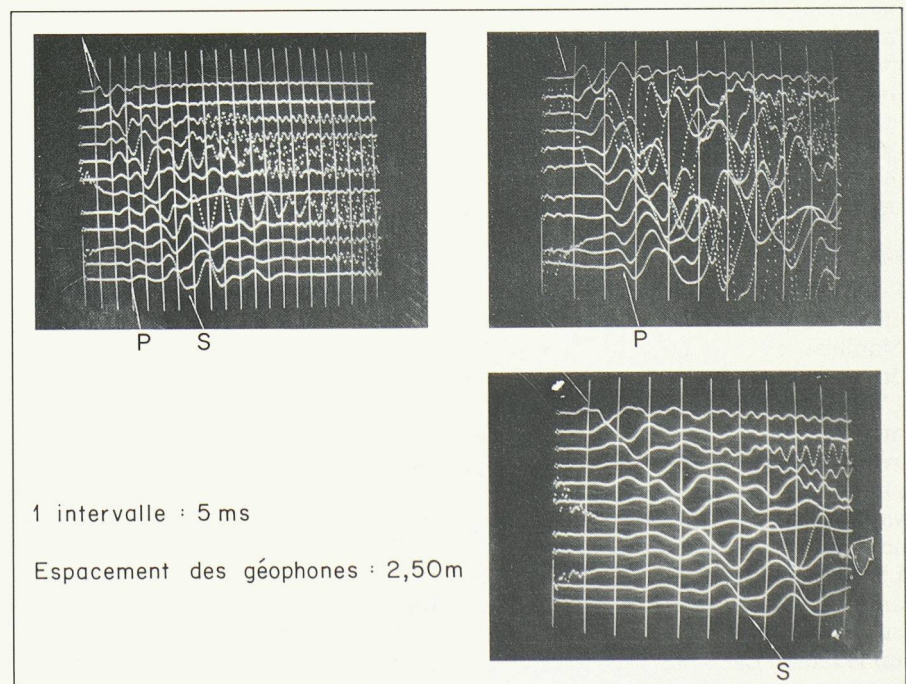 P S
P
1 intervalle : 5 ms
Espacement des géophones : 2,50m
S